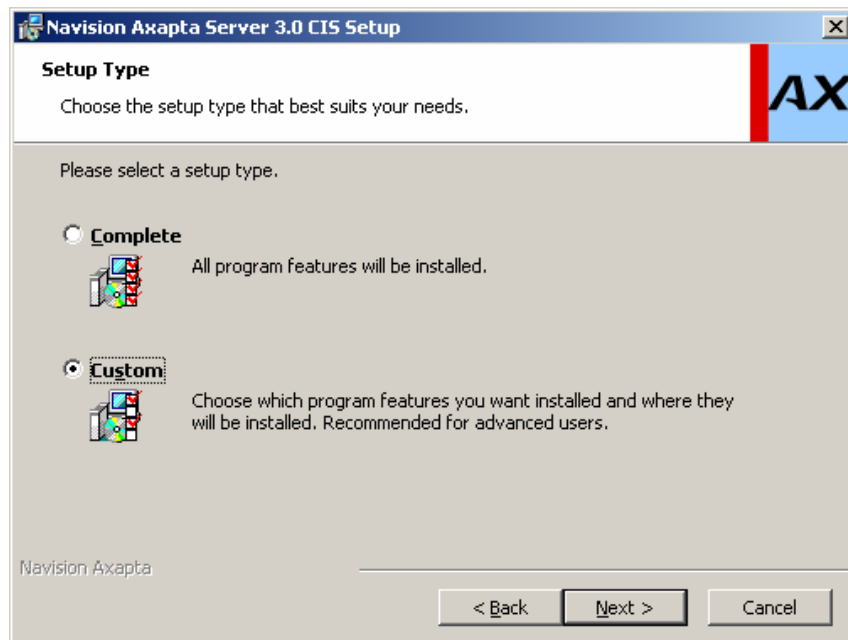 Navision Axapta Server 3.0 CIS Setup
Setup Type
Choose the setup type that best suits your needs.
AX
Please select a setup type.
Complete
All program features will be installed.
Custom
Choose which program features you want installed and where they
will be installed. Recommended for advanced users.
Navision Axapta
< Back Next > Cancel